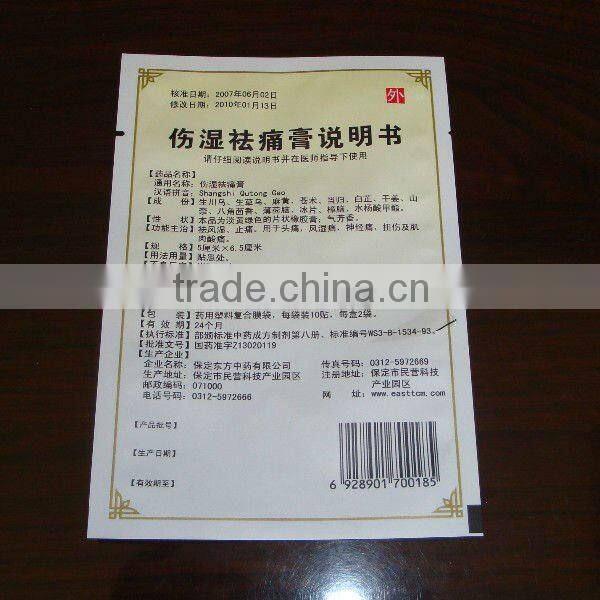 核准日期：2007年06月02日
修改日期：2010年01月13日
外
伤湿祛痛膏说明书
请仔细阅读说明书并在医师指导下使用
【药品名称】
通用名称：伤湿祛痛膏
汉语拼音：Shangshi Qutong Gao
【成 份】生川乌、生草乌、麻黄、苍术、当归、白芷、干姜、山
柰、八角茴香、薄荷脑、冰片、樟脑、水杨酸甲酯。
【性 状】本品为淡黄绿色的片状橡胶膏；气芳香。
【功能主治】祛风湿，止痛。用于头痛，风湿痛，神经痛，扭伤及肌
肉酸痛。
【规 格】5厘米×6.5厘米
【用法用量】贴患处。
trade.china.cn
【包 装】药用塑料复合膜袋，每袋装10贴，每盒2袋。
【有 效 期】24个月
【执行标准】部颁标准中药成方制剂第八册，标准编号WS3-B-1534-93。
【批准文号】国药准字Z13020119
【生产企业】
企业名称：保定东方中药有限公司 传真号码：0312-5972669
生产地址：保定市民营科技产业园区 注册地址：保定市民营科技
产业园区
邮政编码：071000
电话号码：0312-5972666 网 址：www.easttcm.com
【产品批号】
【生产日期】
【有效期至】
6 928901 700185